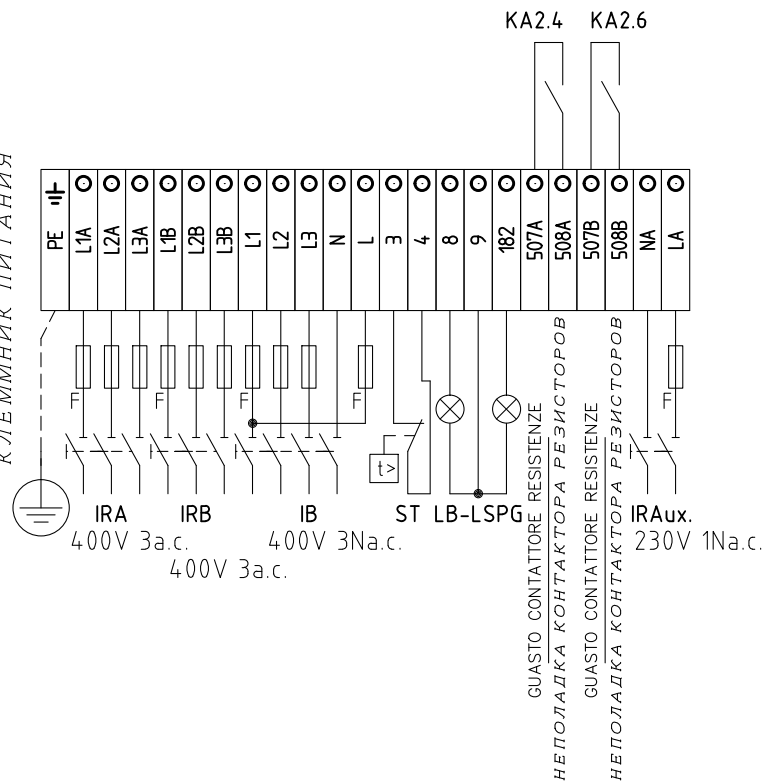 KA2.4 KA2.6
КЛЕММНИК ПИТАНИЯ
PE L1A L2A L3A L1B L2B L3B L1 L2 L3 N L 3 4 8 9 182 507A 508A 507B 508B NA LA
F F F F F
t>
IRA IRB IB ST LB-LSPG IRAux.
400V 3a.c. 400V 3Na.c. 230V 1Na.c.
400V 3a.c.
GUASTO CONTATTORE RESISTENZE
НЕПОЛАДКА КОНТАКТОРА РЕЗИСТОРОВ
GUASTO CONTATTORE RESISTENZE
НЕПОЛАДКА КОНТАКТОРА РЕЗИСТОРОВ